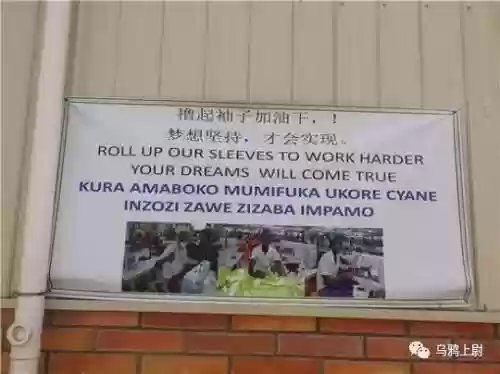 撸起袖子加油干，！
梦想坚持，才会实现。
ROLL UP OUR SLEEVES TO WORK HARDER
YOUR DREAMS WILL COME TRUE
KURA AMABOKO MUMIFUKA UKORE CYANE
INZOZI ZAWE ZIZABA IMPAMO
乌鸦上尉